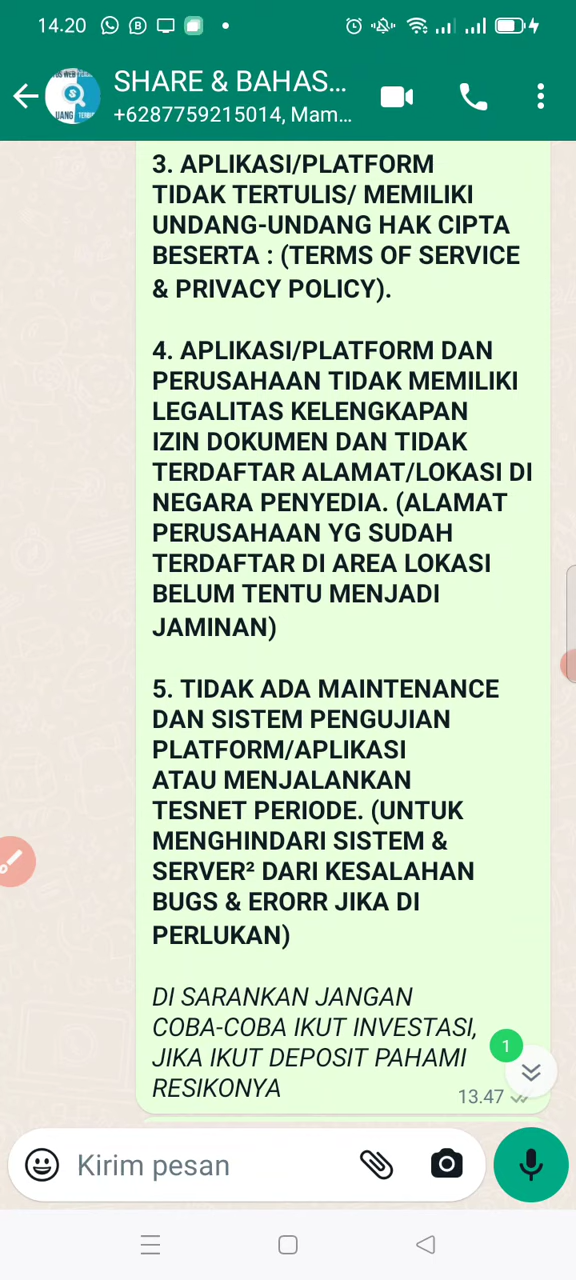 14.20
SHARE & BAHAS...
+6287759215014, Mam...
3. APLIKASI/PLATFORM
TIDAK TERTULIS/ MEMILIKI
UNDANG-UNDANG HAK CIPTA
BESERTA : (TERMS OF SERVICE
& PRIVACY POLICY).
4. APLIKASI/PLATFORM DAN
PERUSAHAAN TIDAK MEMILIKI
LEGALITAS KELENGKAPAN
IZIN DOKUMEN DAN TIDAK
TERDAFTAR ALAMAT/LOKASI DI
NEGARA PENYEDIA. (ALAMAT
PERUSAHAAN YG SUDAH
TERDAFTAR DI AREA LOKASI
BELUM TENTU MENJADI
JAMINAN)
5. TIDAK ADA MAINTENANCE
DAN SISTEM PENGUJIAN
PLATFORM/APLIKASI
ATAU MENJALANKAN
TESNET PERIODE. (UNTUK
MENGHINDARI SISTEM &
SERVER² DARI KESALAHAN
BUGS & ERORR JIKA DI
PERLUKAN)
DI SARANKAN JANGAN
COBA-COBA IKUT INVESTASI,
JIKA IKUT DEPOSIT PAHAMI
RESIKONYA
1
13.47
Kirim pesan